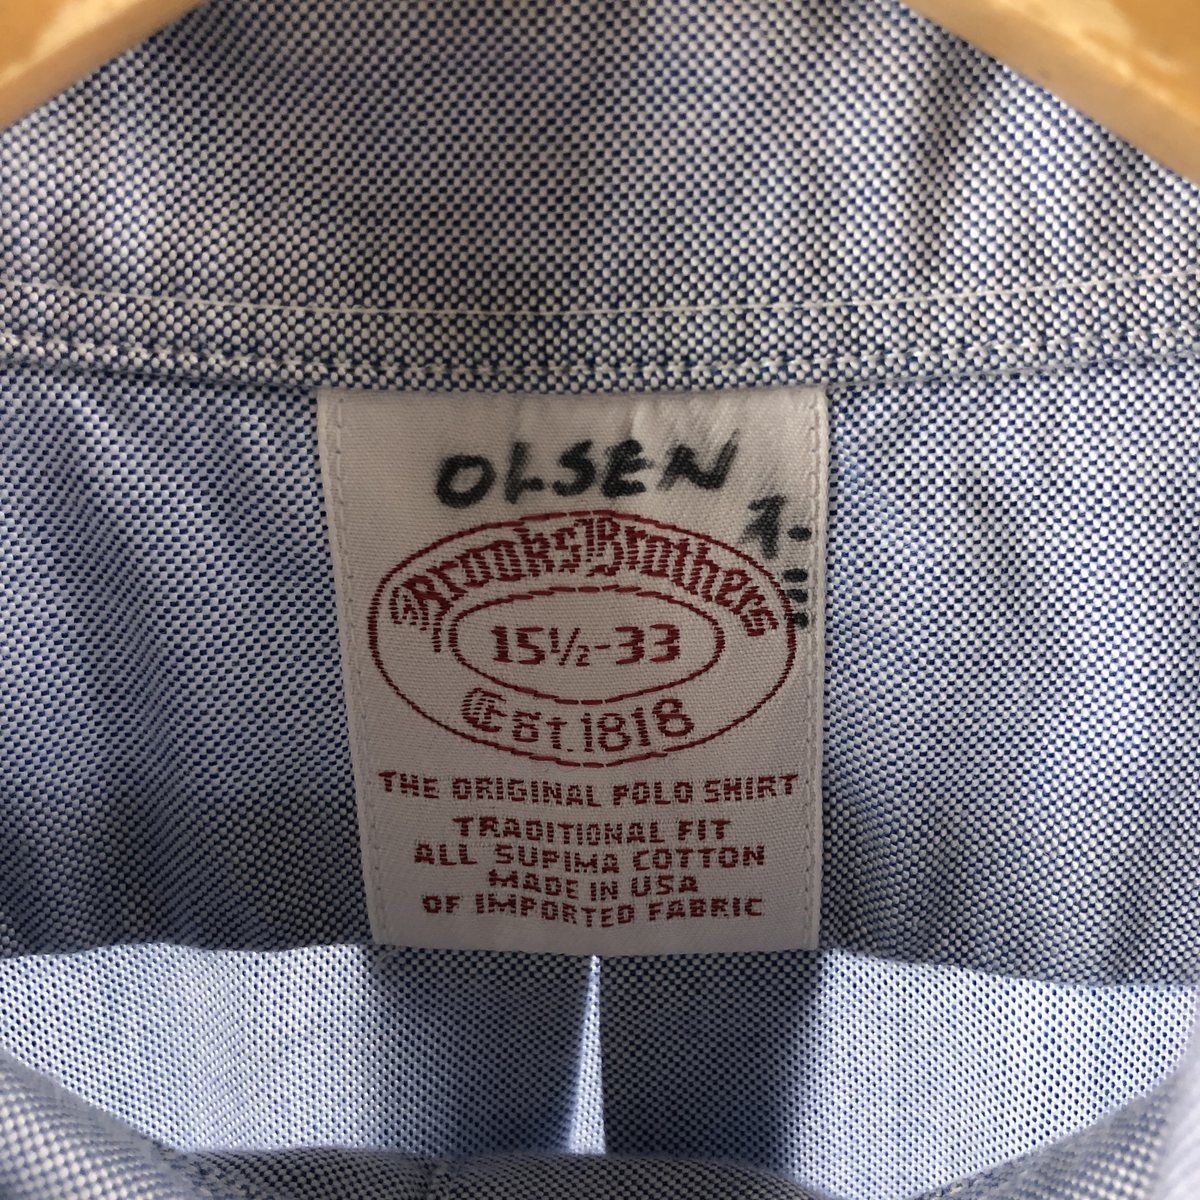 OLSEN
1-
Brooks Brothers
15½-33
Est. 1818
THE ORIGINAL POLO SHIRT
TRADITIONAL FIT
ALL SUPIMA COTTON
MADE IN USA
OF IMPORTED FABRIC